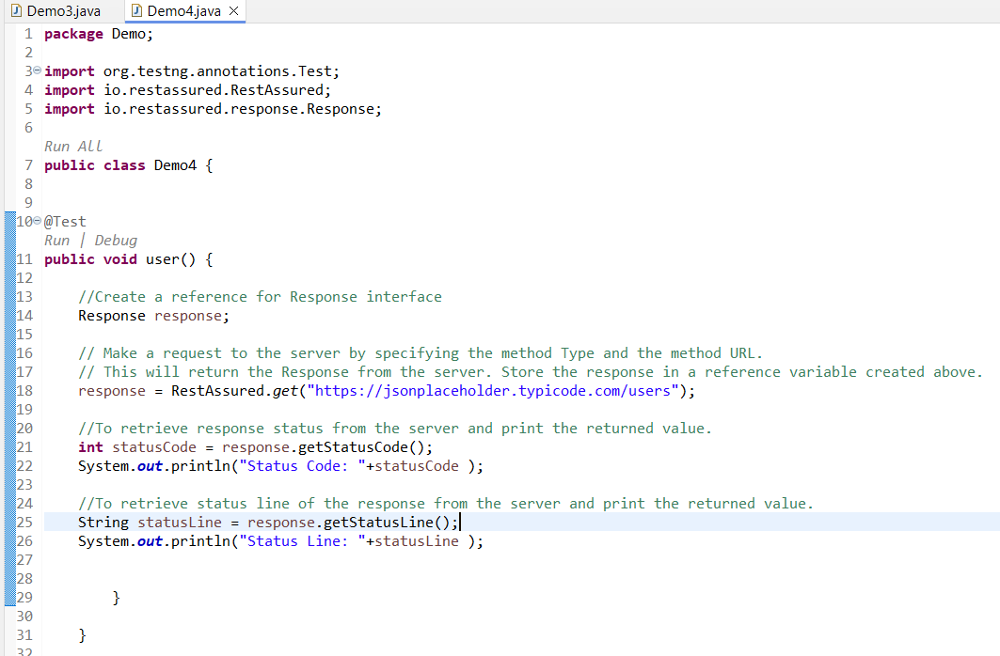 Demo3.java Demo4.java
1 package Demo;
2
3 import org.testng.annotations.Test;
4 import io.restassured.RestAssured;
5 import io.restassured.response.Response;
6
Run All
7 public class Demo4 {
8
9
10 @Test
Run | Debug
11 public void user() {
12
13 //Create a reference for Response interface
14 Response response;
15
16 // Make a request to the server by specifying the method Type and the method URL.
17 // This will return the Response from the server. Store the response in a reference variable created above.
18 response = RestAssured.get("https://jsonplaceholder.typicode.com/users");
19
20 //To retrieve response status from the server and print the returned value.
21 int statusCode = response.getStatusCode();
22 System.out.println("Status Code: "+statusCode );
23
24 //To retrieve status line of the response from the server and print the returned value.
25 String statusLine = response.getStatusLine();
26 System.out.println("Status Line: "+statusLine );
27
28
29 }
30
31 }
32